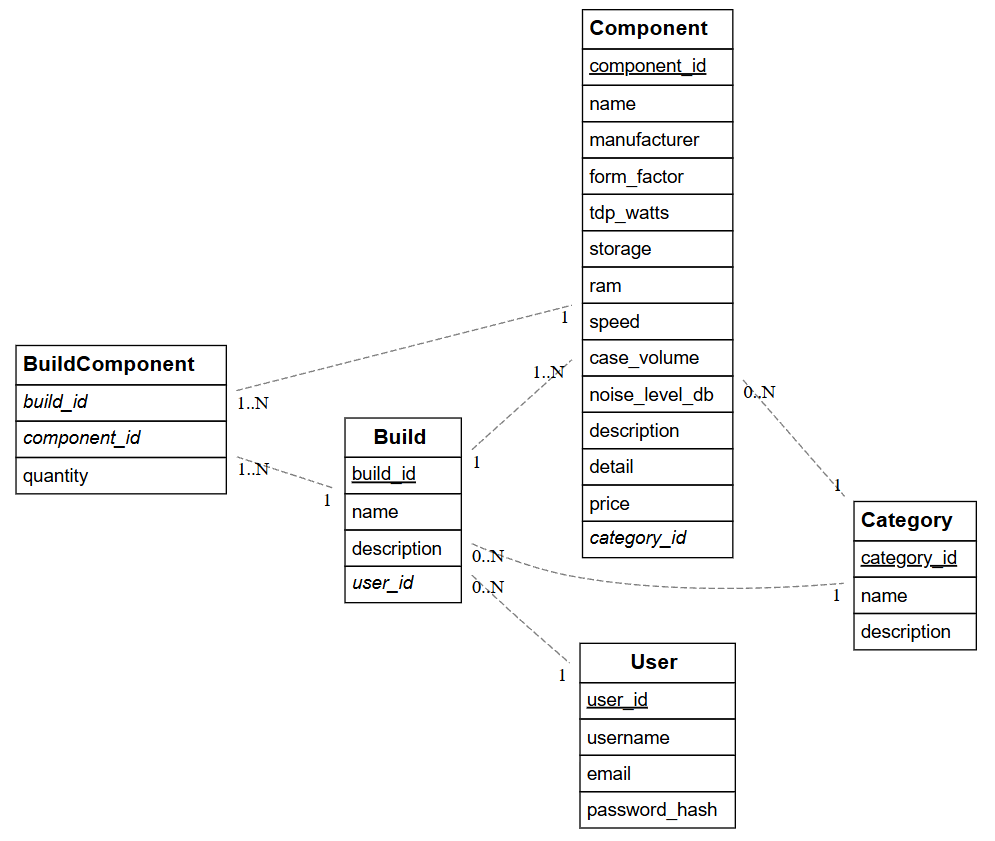 Component
component_id
name
manufacturer
form_factor
tdp_watts
storage
ram
speed
case_volume
noise_level_db
description
detail
price
category_id
BuildComponent
build_id
component_id
quantity
Build
build_id
name
description
user_id
Category
category_id
name
description
User
user_id
username
email
password_hash
1
1..N
1..N
1
1..N
1
0..N
1
0..N
1
0..N
1